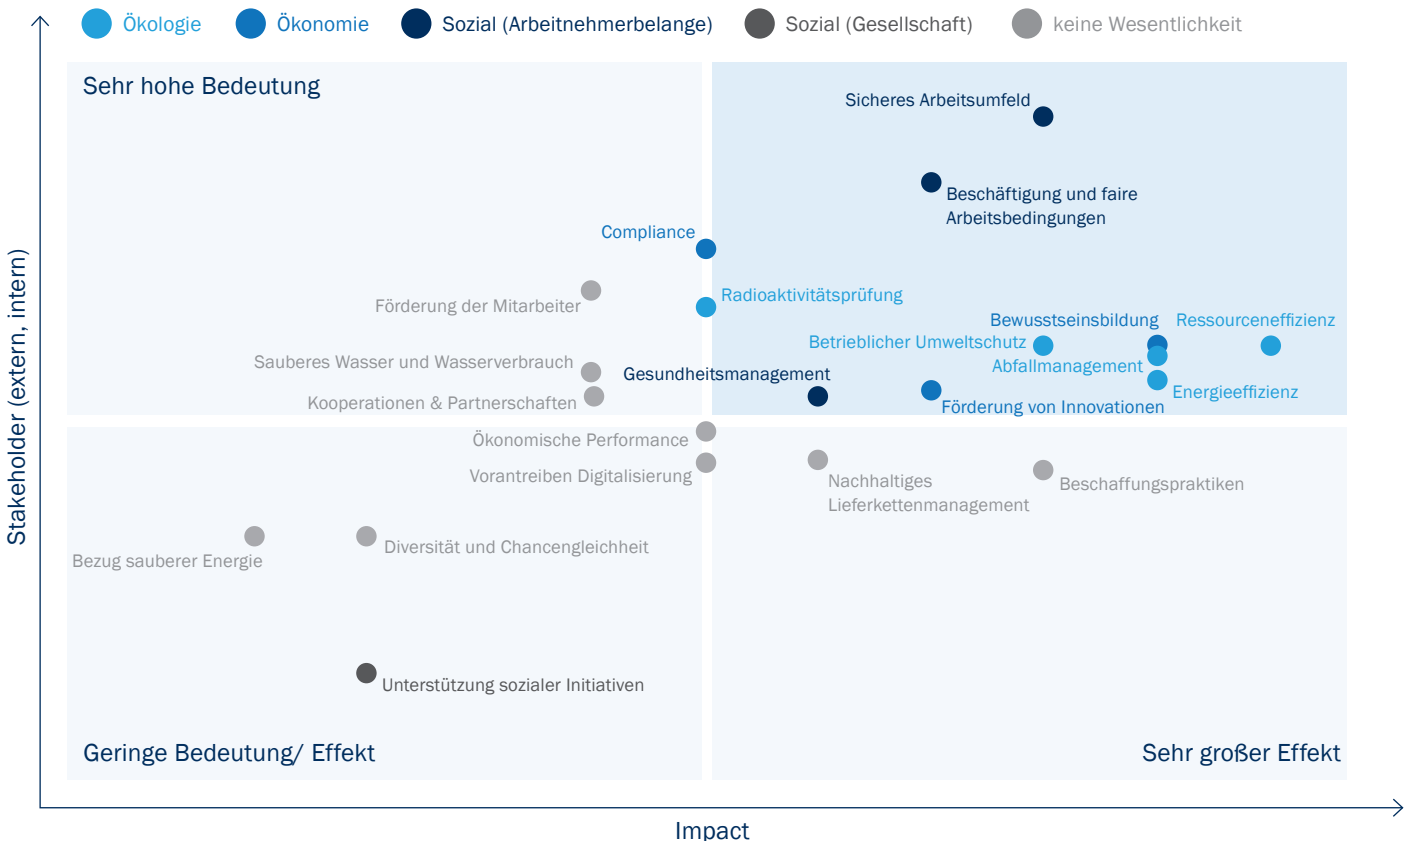 Ökologie
Ökonomie
Sozial (Arbeitnehmerbelange)
Sozial (Gesellschaft)
keine Wesentlichkeit
Stakeholder (extern, intern)
Sehr hohe Bedeutung
Sicheres Arbeitsumfeld
Beschäftigung und faire
Arbeitsbedingungen
Compliance
Radioaktivitätsprüfung
Förderung der Mitarbeiter
Bewusstseinsbildung
Ressourceneffizienz
Betrieblicher Umweltschutz
Sauberes Wasser und Wasserverbrauch
Abfallmanagement
Gesundheitsmanagement
Energieeffizienz
Kooperationen & Partnerschaften
Förderung von Innovationen
Ökonomische Performance
Vorantreiben Digitalisierung
Nachhaltiges
Lieferkettenmanagement
Beschaffungspraktiken
Diversität und Chancengleichheit
Bezug sauberer Energie
Unterstützung sozialer Initiativen
Geringe Bedeutung/ Effekt
Sehr großer Effekt
Impact